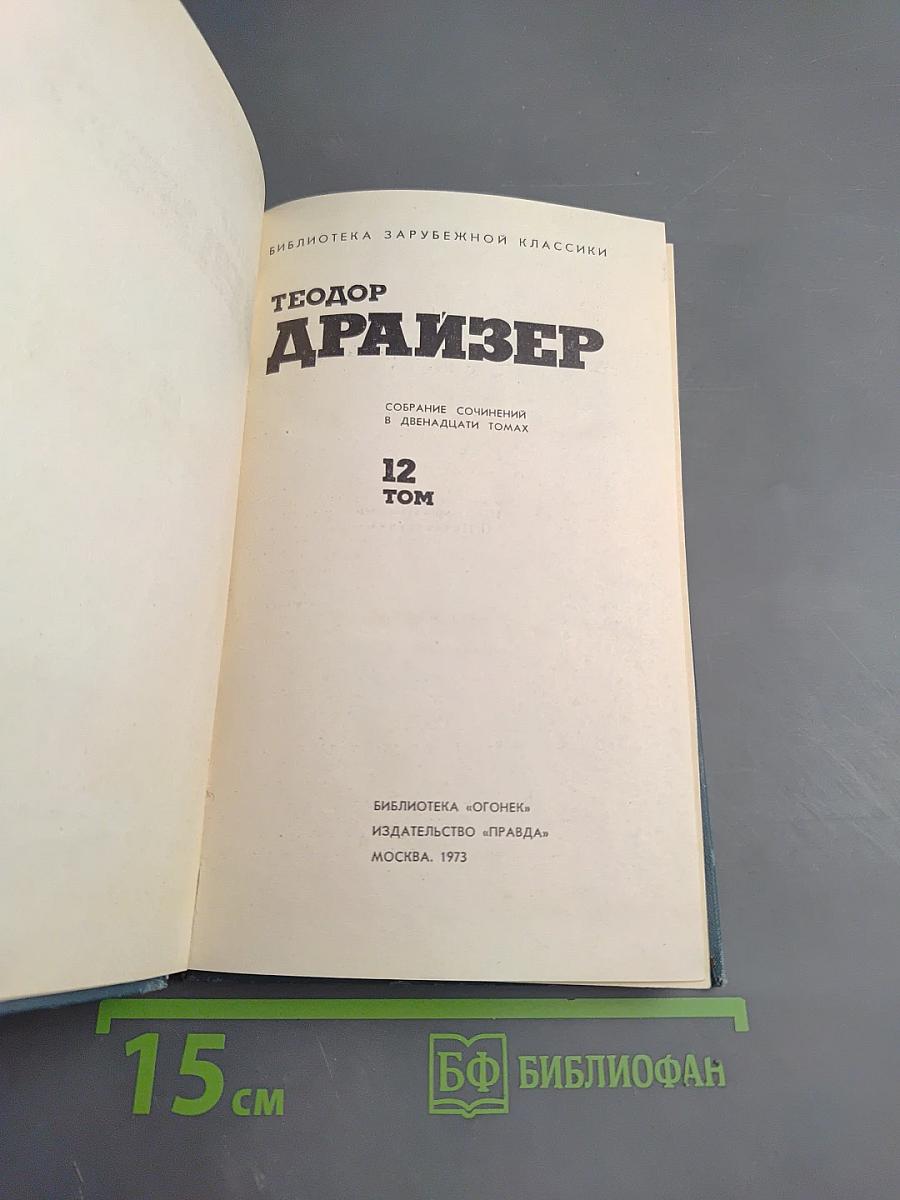 БИБЛИОТЕКА ЗАРУБЕЖНОЙ КЛАССИКИ
ТЕОДОР
ДРАЙЗЕР
СОБРАНИЕ СОЧИНЕНИЙ
В ДВЕНАДЦАТИ ТОМАХ
12
ТОМ
БИБЛИОТЕКА «ОГОНЕК»
ИЗДАТЕЛЬСТВО «ПРАВДА»
МОСКВА. 1973
15 см
БФ БИБЛИОФАН